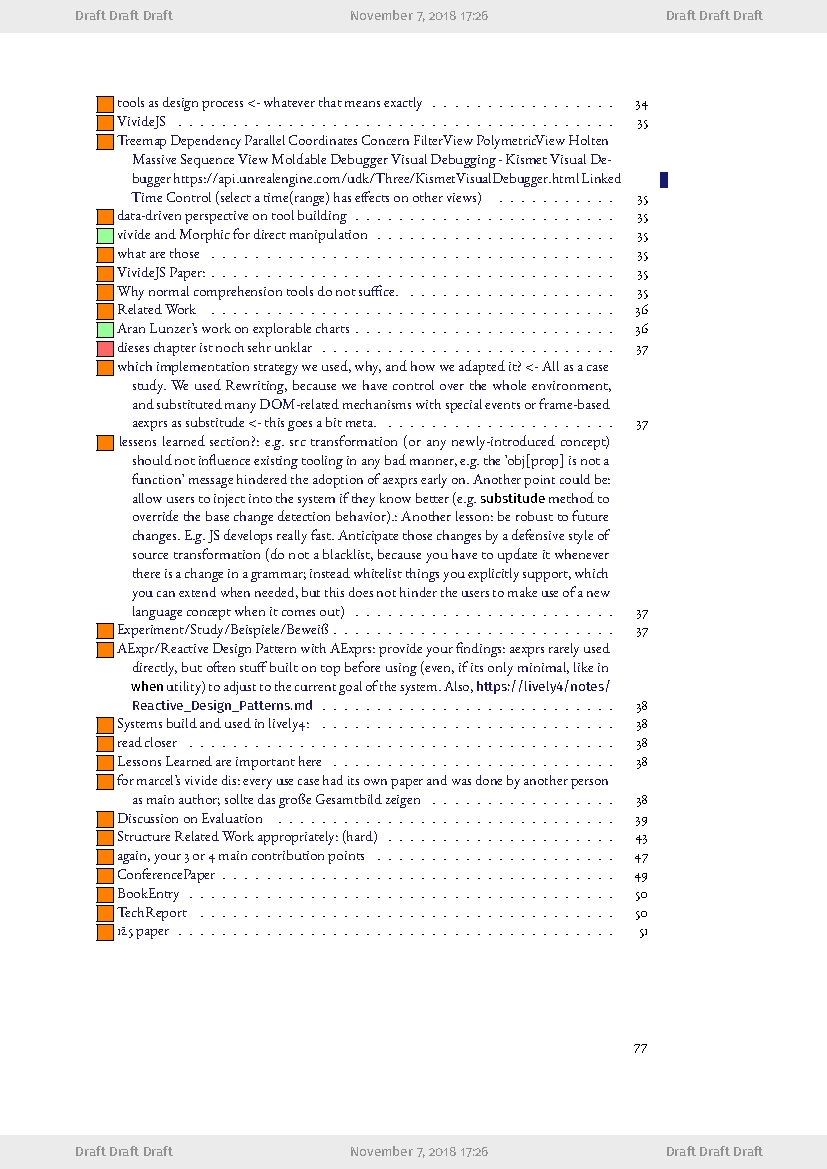 Draft Draft Draft November 7, 2018 17:26 Draft Draft Draft
tools as design process <- whatever that means exactly . . . . . . . . . . . . . . . . . 34
VivideJS . . . . . . . . . . . . . . . . . . . . . . . . . . . . . . . . . . . . . . . . 35
Treemap Dependency Parallel Coordinates Concern FilterView PolymetricView Holten
Massive Sequence View Moldable Debugger Visual Debugging - Kismet Visual De-
bugger https://api.unrealengine.com/udk/Three/KismetVisualDebugger.html Linked
Time Control (select a time(range) has effects on other views) . . . . . . . . . . . 35
data-driven perspective on tool building . . . . . . . . . . . . . . . . . . . . . . . . 35
vivide and Morphic for direct manipulation . . . . . . . . . . . . . . . . . . . . . . 35
what are those . . . . . . . . . . . . . . . . . . . . . . . . . . . . . . . . . . . . . 35
VivideJS Paper: . . . . . . . . . . . . . . . . . . . . . . . . . . . . . . . . . . . . . 35
Why normal comprehension tools do not suffice. . . . . . . . . . . . . . . . . . . . 35
Related Work . . . . . . . . . . . . . . . . . . . . . . . . . . . . . . . . . . . . . . 36
Aran Lunzer's work on explorable charts . . . . . . . . . . . . . . . . . . . . . . . . 36
dieses chapter ist noch sehr unklar . . . . . . . . . . . . . . . . . . . . . . . . . . . 37
which implementation strategy we used, why, and how we adapted it? <- All as a case
study. We used Rewriting, because we have control over the whole environment,
and substituted many DOM-related mechanisms with special events or frame-based
aexprs as substitude <- this goes a bit meta. . . . . . . . . . . . . . . . . . . . . . 37
lessens learned section?: e.g. src transformation (or any newly-introduced concept)
should not influence existing tooling in any bad manner, e.g. the 'obj[prop] is not a
function' message hindered the adoption of aexprs early on. Another point could be:
allow users to inject into the system if they know better (e.g. substitude method to
override the base change detection behavior).: Another lesson: be robust to future
changes. E.g. JS develops really fast. Anticipate those changes by a defensive style of
source transformation (do not a blacklist, because you have to update it whenever
there is a change in a grammar; instead whitelist things you explicitly support, which
you can extend when needed, but this does not hinder the users to make use of a new
language concept when it comes out) . . . . . . . . . . . . . . . . . . . . . . . . 37
Experiment/Study/Beispiele/Beweiß . . . . . . . . . . . . . . . . . . . . . . . . . . 37
AExpr/Reactive Design Pattern with AExprs: provide your findings: aexprs rarely used
directly, but often stuff built on top before using (even, if its only minimal, like in
when utility) to adjust to the current goal of the system. Also, https://lively4/notes/
Reactive_Design_Patterns.md . . . . . . . . . . . . . . . . . . . . . . . . . . . 38
Systems build and used in lively4: . . . . . . . . . . . . . . . . . . . . . . . . . . . 38
read closer . . . . . . . . . . . . . . . . . . . . . . . . . . . . . . . . . . . . . . . 38
Lessons Learned are important here . . . . . . . . . . . . . . . . . . . . . . . . . . 38
for marcel's vivide dis: every use case had its own paper and was done by another person
as main author; sollte das große Gesamtbild zeigen . . . . . . . . . . . . . . . . . 38
Discussion on Evaluation . . . . . . . . . . . . . . . . . . . . . . . . . . . . . . . 39
Structure Related Work appropriately: (hard) . . . . . . . . . . . . . . . . . . . . . 43
again, your 3 or 4 main contribution points . . . . . . . . . . . . . . . . . . . . . . 47
ConferencePaper . . . . . . . . . . . . . . . . . . . . . . . . . . . . . . . . . . . . 49
BookEntry . . . . . . . . . . . . . . . . . . . . . . . . . . . . . . . . . . . . . . . 50
TechReport . . . . . . . . . . . . . . . . . . . . . . . . . . . . . . . . . . . . . . 50
125 paper . . . . . . . . . . . . . . . . . . . . . . . . . . . . . . . . . . . . . . . . 51
77
Draft Draft Draft November 7, 2018 17:26 Draft Draft Draft